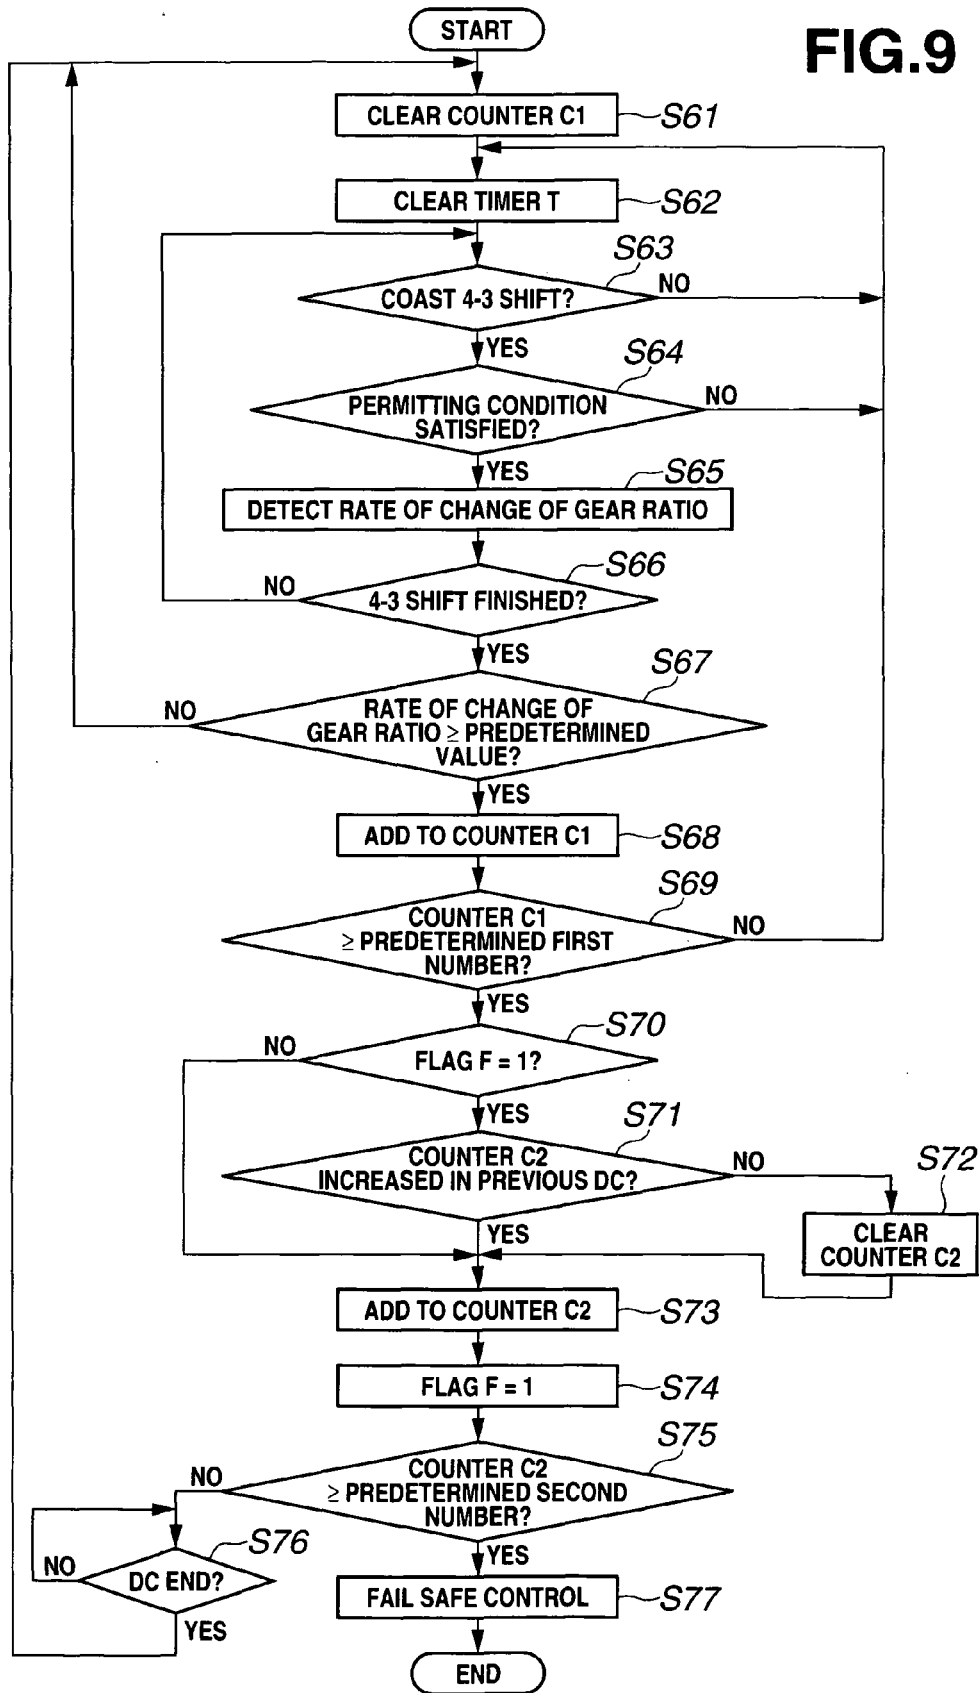 START
FIG.9
CLEAR COUNTER C1
S61
CLEAR TIMER T
S62
S63
COAST 4-3 SHIFT?
NO
YES
S64
PERMITTING CONDITION
SATISFIED?
NO
YES
S65
DETECT RATE OF CHANGE OF GEAR RATIO
S66
NO
4-3 SHIFT FINISHED?
YES
S67
NO
RATE OF CHANGE OF
GEAR RATIO ≥ PREDETERMINED
VALUE?
YES
ADD TO COUNTER C1
S68
S69
COUNTER C1
≥ PREDETERMINED FIRST
NUMBER?
NO
YES
S70
NO
FLAG F = 1?
YES
S71
COUNTER C2
INCREASED IN PREVIOUS DC?
NO
S72
YES
CLEAR
COUNTER C2
ADD TO COUNTER C2
S73
FLAG F = 1
S74
S75
NO
COUNTER C2
≥ PREDETERMINED SECOND
NUMBER?
S76
NO
DC END?
YES
YES
FAIL SAFE CONTROL
S77
END